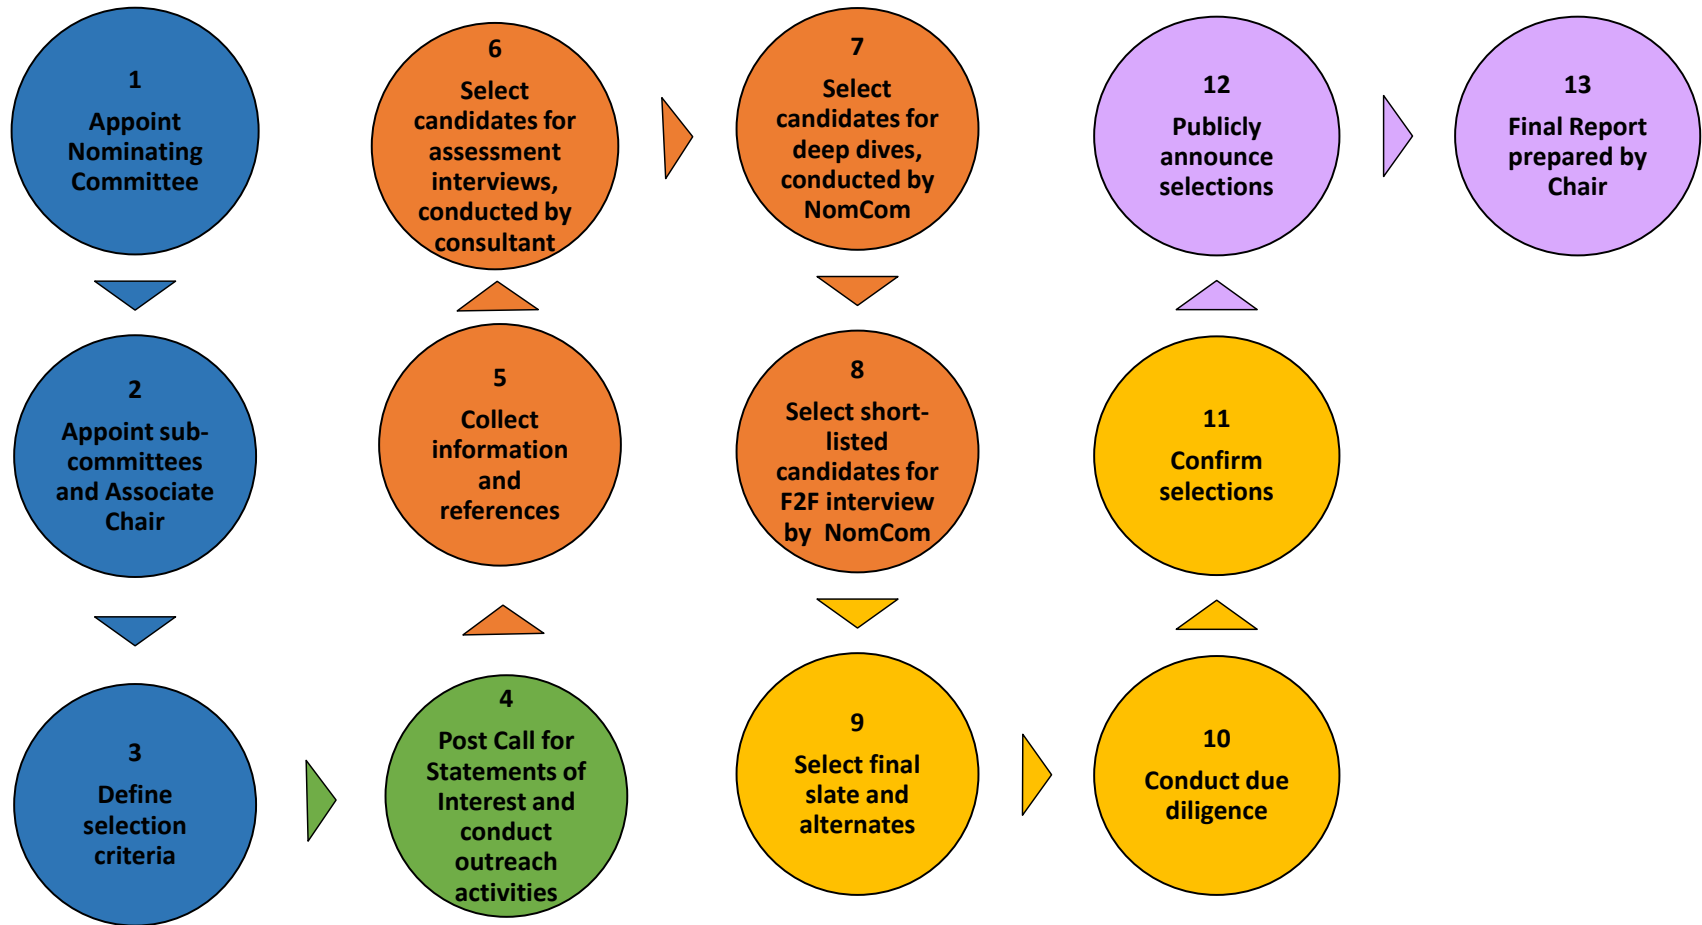 1
Appoint
Nominating
Committee
2
Appoint sub-
committees
and Associate
Chair
3
Define
selection
criteria
4
Post Call for
Statements of
Interest and
conduct
outreach
activities
5
Collect
information
and
references
6
Select
candidates for
assessment
interviews,
conducted by
consultant
7
Select
candidates for
deep dives,
conducted by
NomCom
8
Select short-
listed
candidates for
F2F interview
by  NomCom
9
Select final
slate and
alternates
10
Conduct due
diligence
11
Confirm
selections
12
Publicly
announce
selections
13
Final Report
prepared by
Chair